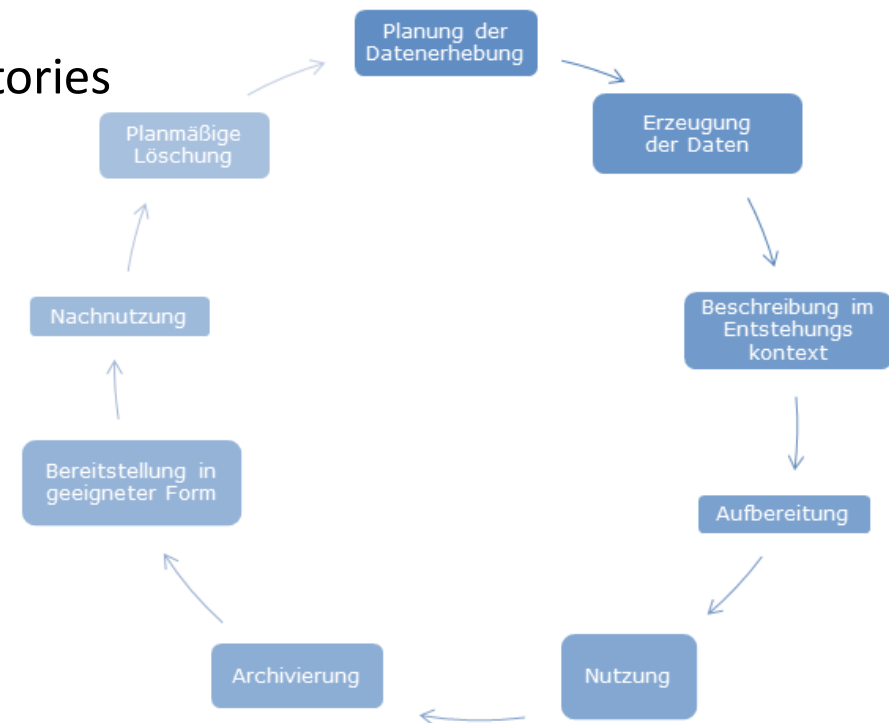 tories
Planung der
Datenerhebung
Erzeugung
der Daten
Beschreibung im
Entstehungs
kontext
Aufbereitung
Nutzung
Archivierung
Bereitstellung in
geeigneter Form
Nachnutzung
Planmäßige
Löschung